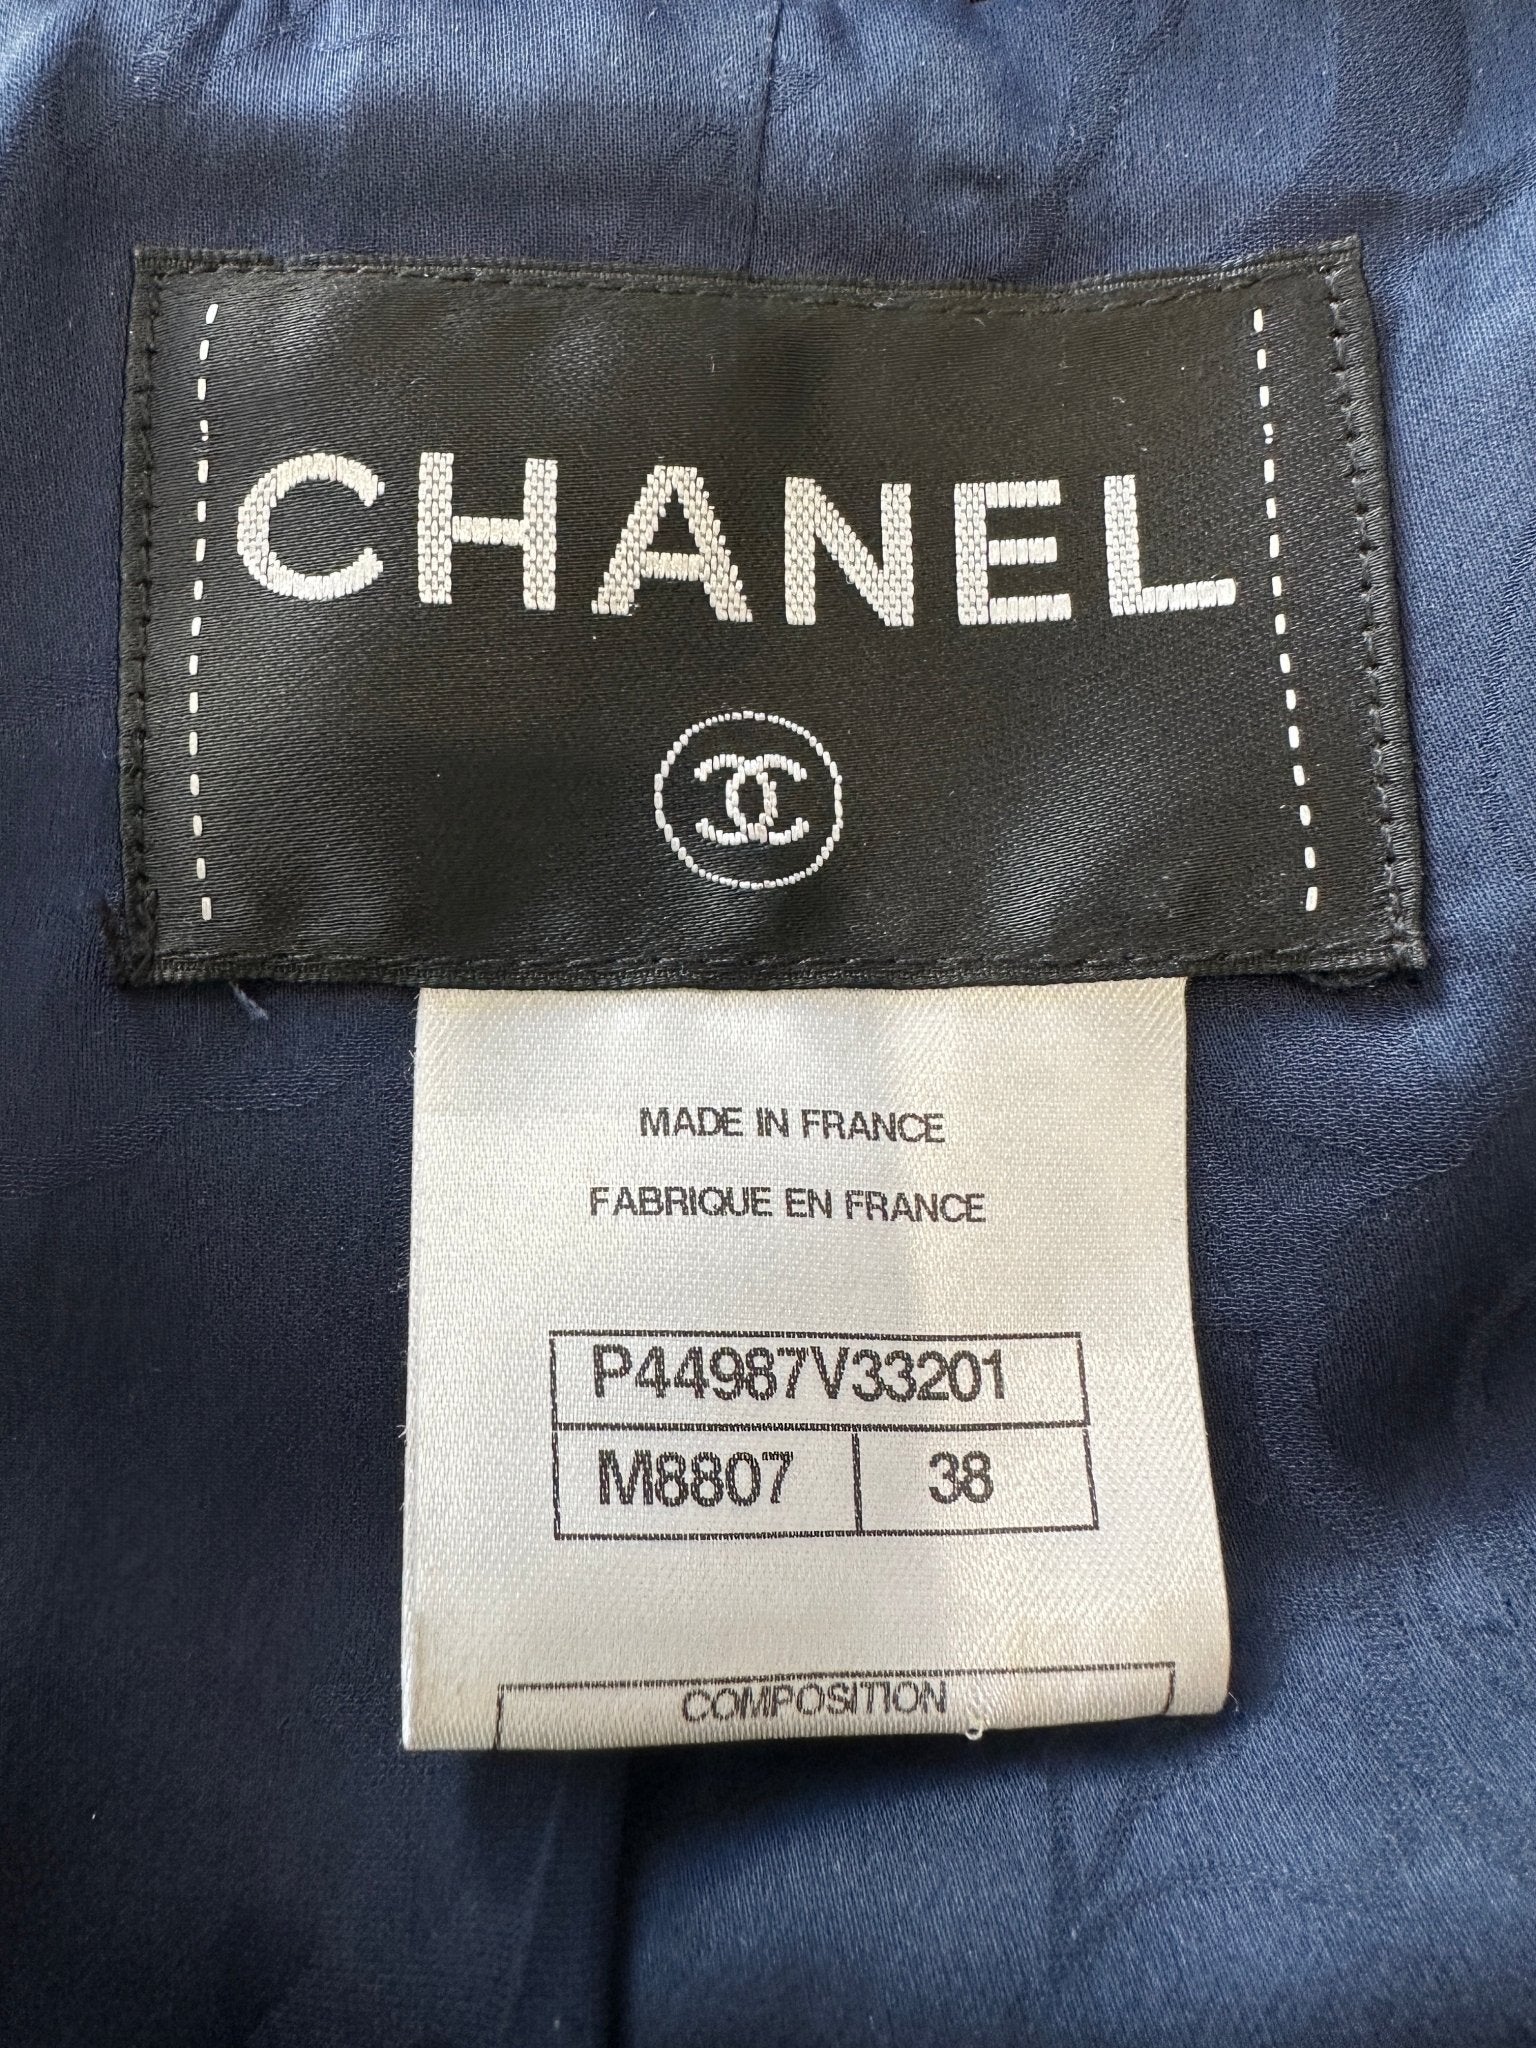 CHANEL
MADE IN FRANCE
FABRIQUE EN FRANCE
P44987V33201
M8807 38
COMPOSITION